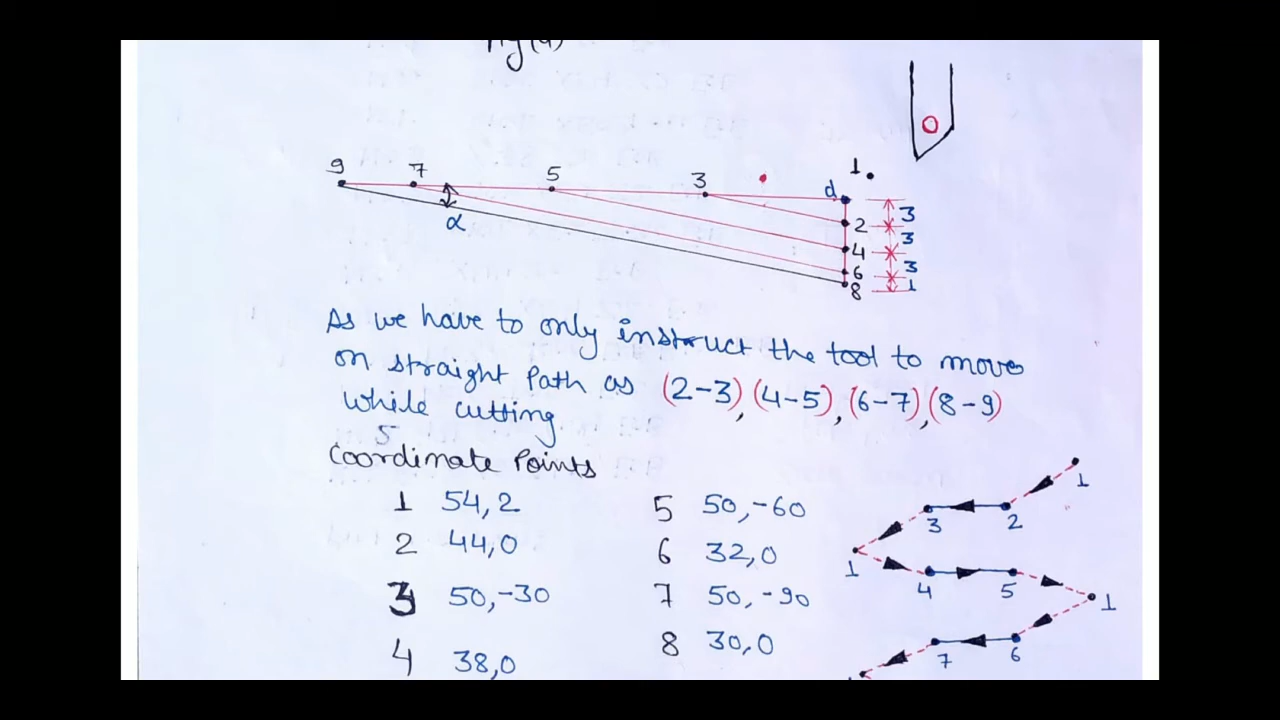 Fig(4)
9 7 5 3 1
d
α
2
4
6
8
3
3
3
1
As we have to only instruct the tool to move
on straight Path as (2-3), (4-5), (6-7), (8-9)
while cutting
5
Coordinate Points
1 54,2
2 44,0
3 50,-30
4 38,0
5 50,-60
6 32,0
7 50,-90
8 30,0
1
3 2
1 4 5 1
7 6